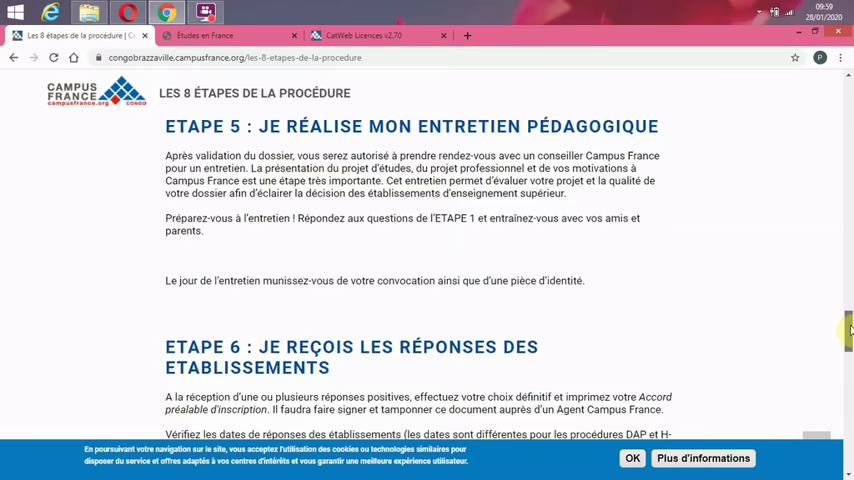 09:59
28/01/2020
Les 8 étapes de la procédure | C
Études en France
CatWeb Licences v2.70
congobrazzaville.campusfrance.org/les-8-etapes-de-la-procedure
P
CAMPUS
FRANCE
campusfrance.org CONGO
LES 8 ÉTAPES DE LA PROCÉDURE
ETAPE 5 : JE RÉALISE MON ENTRETIEN PÉDAGOGIQUE
Après validation du dossier, vous serez autorisé à prendre rendez-vous avec un conseiller Campus France
pour un entretien. La présentation du projet d'études, du projet professionnel et de vos motivations à
Campus France est une étape très importante. Cet entretien permet d'évaluer votre projet et la qualité de
votre dossier afin d'éclairer la décision des établissements d'enseignement supérieur.
Préparez-vous à l'entretien ! Répondez aux questions de l'ETAPE 1 et entraînez-vous avec vos amis et
parents.
Le jour de l'entretien munissez-vous de votre convocation ainsi que d'une pièce d'identité.
ETAPE 6 : JE REÇOIS LES RÉPONSES DES
ETABLISSEMENTS
A la réception d'une ou plusieurs réponses positives, effectuez votre choix définitif et imprimez votre Accord
préalable d'inscription. Il faudra faire signer et tamponner ce document auprès d'un Agent Campus France.
Vérifiez les dates de réponses des établissements (les dates sont différentes pour les procédures DAP et H-
En poursuivant votre navigation sur le site, vous acceptez l'utilisation des cookies ou technologies similaires pour
disposer du service et offres adaptés à vos centres d'intérêts et vous garantir une meilleure expérience utilisateur.
OK
Plus d'informations